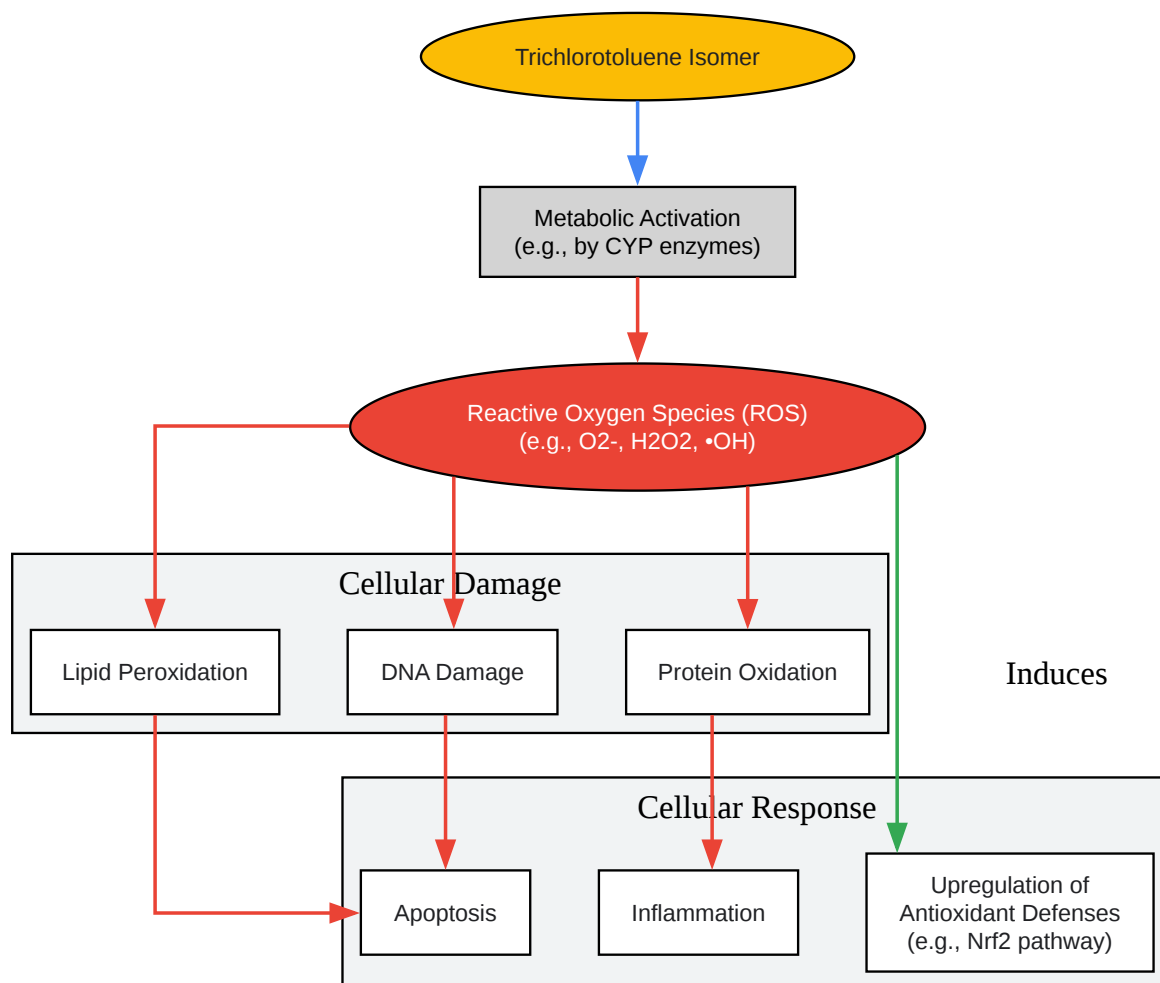 Trichlorotoluene Isomer
Metabolic Activation
(e.g., by CYP enzymes)
Reactive Oxygen Species (ROS)
(e.g., O2-, H2O2, •OH)
Cellular Damage
Lipid Peroxidation
DNA Damage
Protein Oxidation
Induces
Cellular Response
Apoptosis
Inflammation
Upregulation of
Antioxidant Defenses
(e.g., Nrf2 pathway)